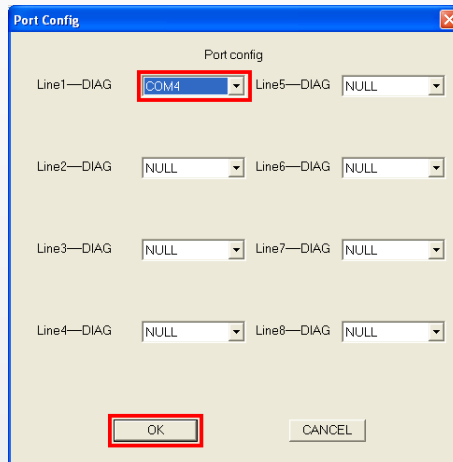 Port Config
Port config
Line1—DIAG COM4 Line5—DIAG NULL
Line2—DIAG NULL Line6—DIAG NULL
Line3—DIAG NULL Line7—DIAG NULL
Line4—DIAG NULL Line8—DIAG NULL
OK CANCEL